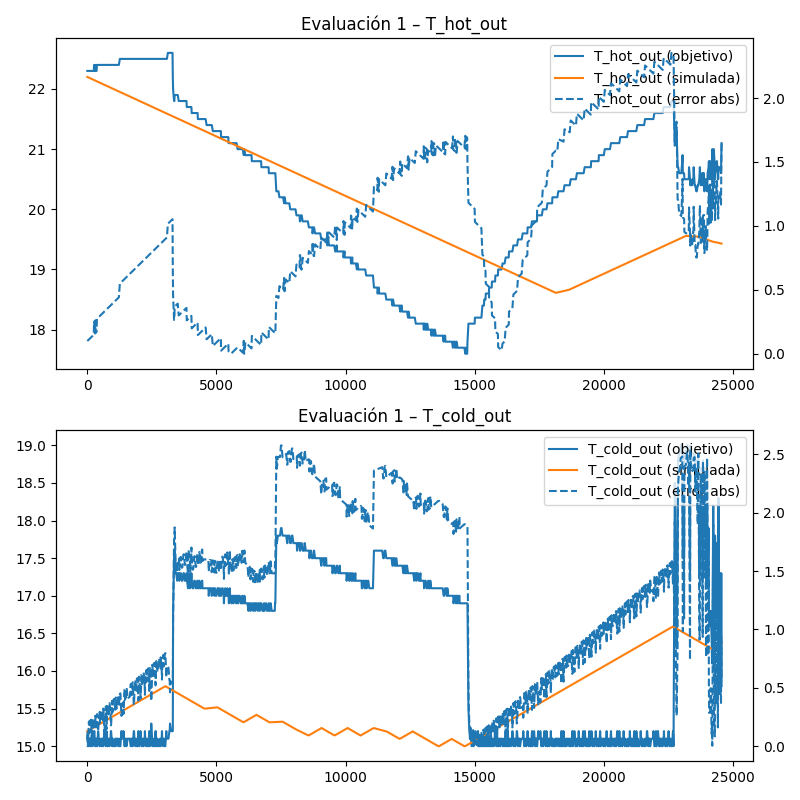 Evaluación 1 – T_hot_out
T_hot_out (objetivo)
T_hot_out (simulada)
T_hot_out (error abs)
22
21
20
19
18
2.0
1.5
1.0
0.5
0.0
0 5000 10000 15000 20000 25000
Evaluación 1 – T_cold_out
T_cold_out (objetivo)
T_cold_out (simulada)
T_cold_out (error abs)
19.0
18.5
18.0
17.5
17.0
16.5
16.0
15.5
15.0
2.5
2.0
1.5
1.0
0.5
0.0
0 5000 10000 15000 20000 25000